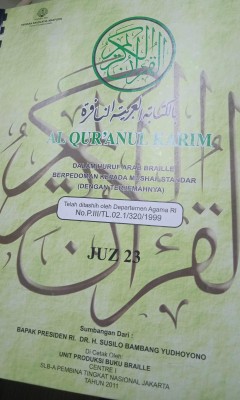 القرآن الكريم
بالكتابة العربية النافرة
AL QUR'ANUL KARIM
DALAM HURUF ARAB BRAILLE
BERPEDOMAN KEPADA MUSHAF STANDAR
(DENGAN TERJEMAHNYA)
Telah ditashih oleh Departemen Agama RI
No.P.III/TL.02.1/320/1999
القرآن الكريم
JUZ 23
Sumbangan Dari :
BAPAK PRESIDEN RI. DR. H. SUSILO BAMBANG YUDHOYONO
Di Cetak Oleh:
UNIT PRODUKSI BUKU BRAILLE
CENTRE I
SLB-A PEMBINA TINGKAT NASIONAL JAKARTA
TAHUN 2011